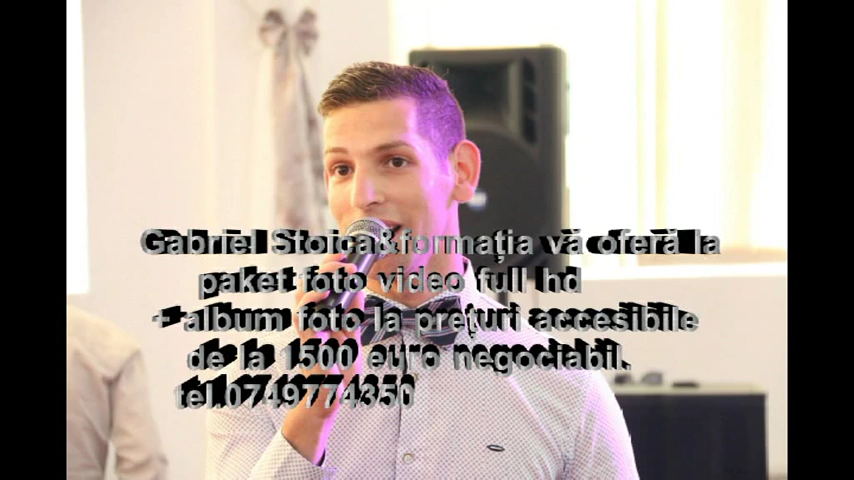 Gabriel Stoica&formația vă oferă la
paket foto video full hd
+ album foto la prețuri accesibile
de la 1500 euro negociabil.
tel.0749774350